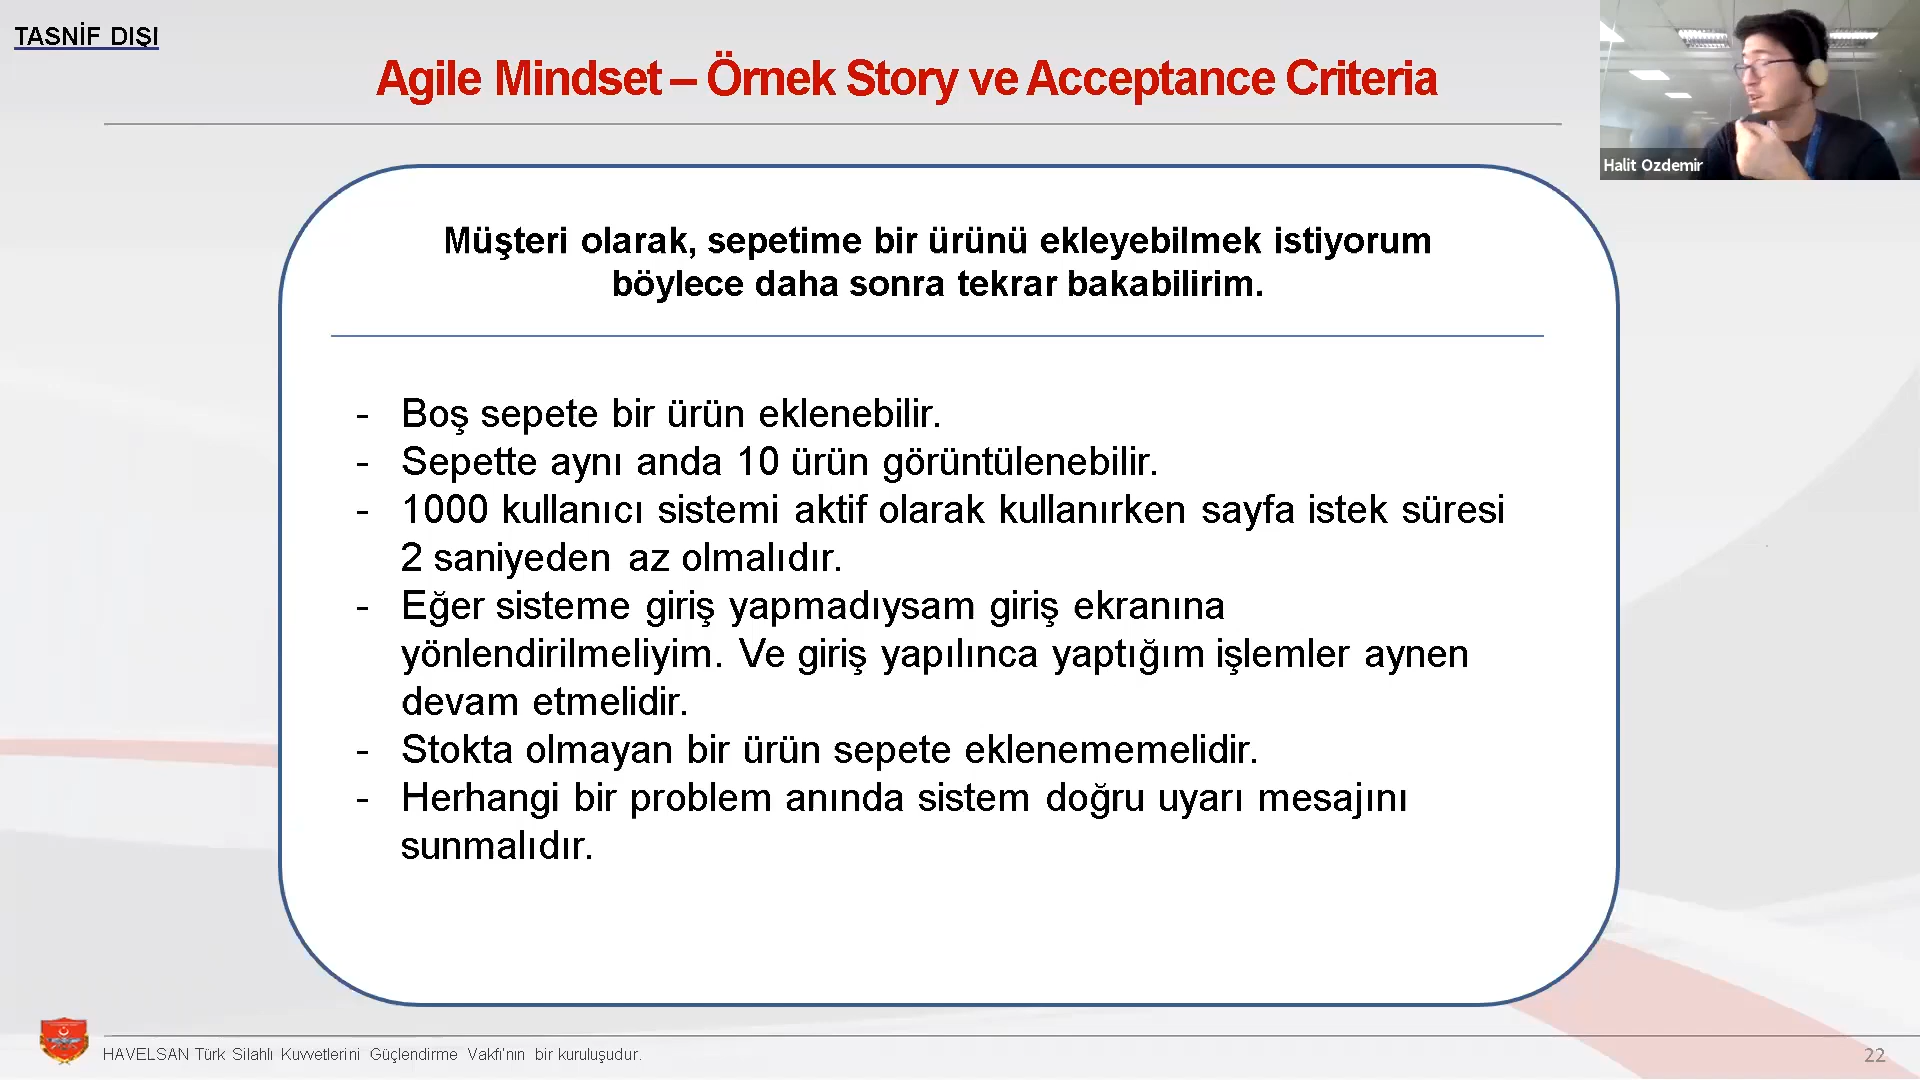 TASNİF DIŞI
Agile Mindset – Örnek Story ve Acceptance Criteria
Halit Ozdemir
Müşteri olarak, sepetime bir ürünü ekleyebilmek istiyorum
böylece daha sonra tekrar bakabilirim.
- Boş sepete bir ürün eklenebilir.
- Sepette aynı anda 10 ürün görüntülenebilir.
- 1000 kullanıcı sistemi aktif olarak kullanırken sayfa istek süresi
2 saniyeden az olmalıdır.
- Eğer sisteme giriş yapmadıysam giriş ekranına
yönlendirilmeliyim. Ve giriş yapılınca yaptığım işlemler aynen
devam etmelidir.
- Stokta olmayan bir ürün sepete eklenememelidir.
- Herhangi bir problem anında sistem doğru uyarı mesajını
sunmalıdır.
HAVELSAN Türk Silahlı Kuvvetlerini Güçlendirme Vakfı'nın bir kuruluşudur.
22